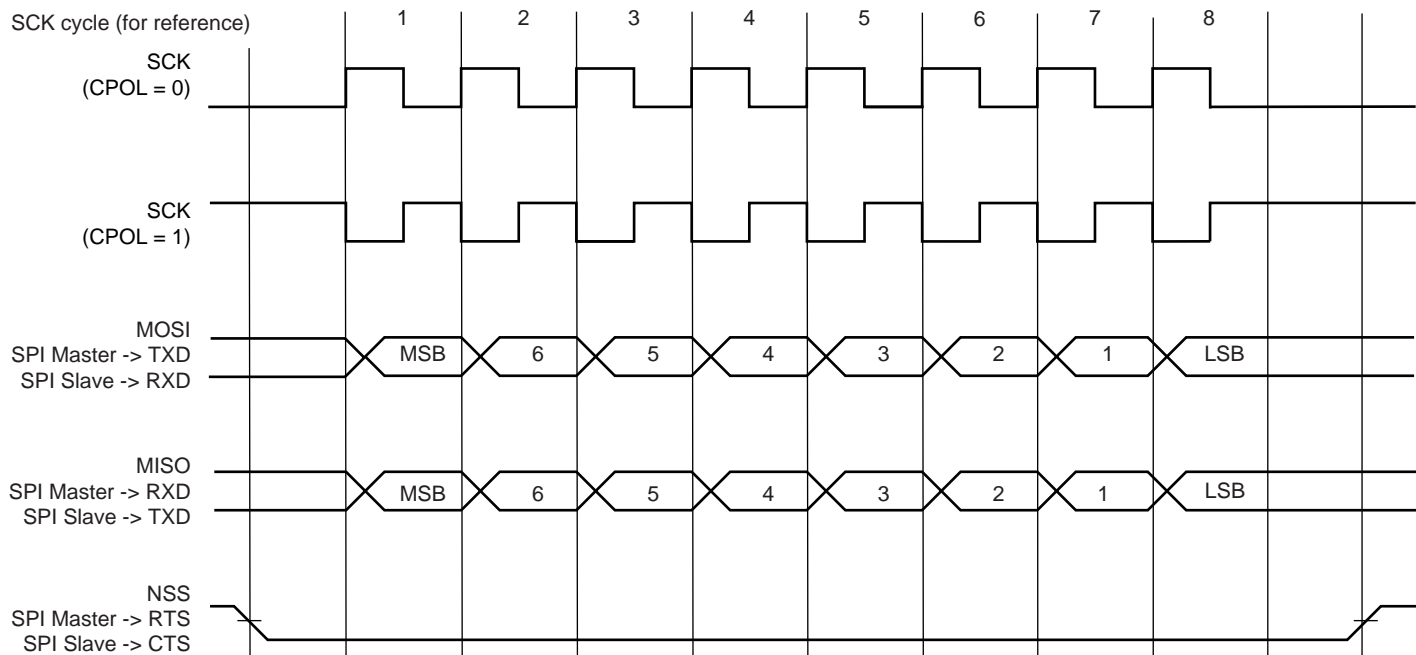 SCK cycle (for reference) 1 2 3 4 5 6 7 8
SCK
(CPOL = 0)
SCK
(CPOL = 1)
MOSI
SPI Master -> TXD
SPI Slave -> RXD
MSB 6 5 4 3 2 1 LSB
MISO
SPI Master -> RXD
SPI Slave -> TXD
MSB 6 5 4 3 2 1 LSB
NSS
SPI Master -> RTS
SPI Slave -> CTS